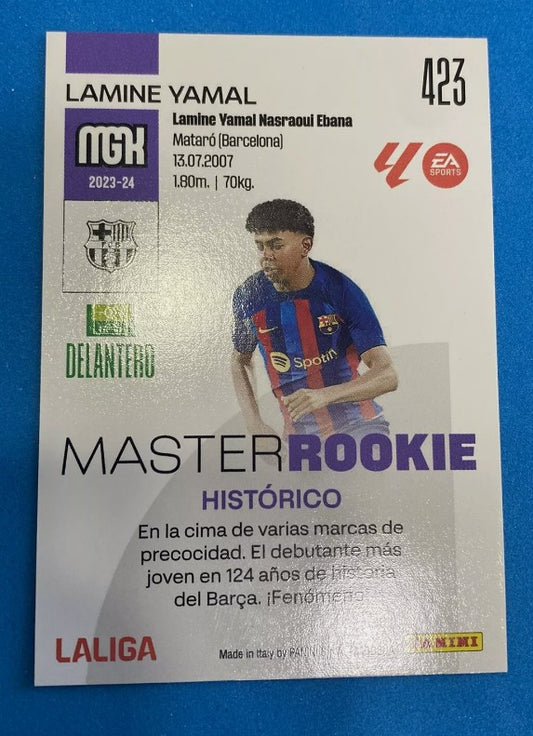 LAMINE YAMAL
423
Lamine Yamal Nasraoui Ebana
Mataró (Barcelona)
13.07.2007
1.80m. | 70kg.
MGK
2023-24
EA
SPORTS
FCB
DELANTERO
Spotify
MASTERROOKIE
HISTÓRICO
En la cima de varias marcas de
precocidad. El debutante más
joven en 124 años de historia
del Barça. ¡Fenómeno!
LALIGA
Made in Italy by PANINI
PANINI